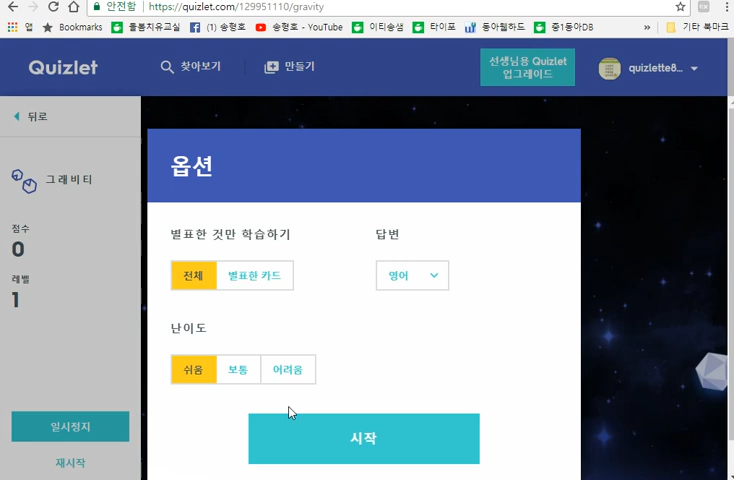 안전함 | https://quizlet.com/129951110/gravity
앱 Bookmarks 돌봄치유교실 (1) 송형호 (1) 송형호 - YouTube 이티송샘 타이포 동아헬하드 중1동아DB » 기타 북마크
Quizlet 찾아보기 만들기 선생님용 Quizlet
업그레이드
quizlette8...
뒤로
그래비티
점수
0
레벨
1
일시정지
재시작
옵션
별표한 것만 학습하기
전체 별표한 카드
답변
영어
난이도
쉬움 보통 어려움
시작